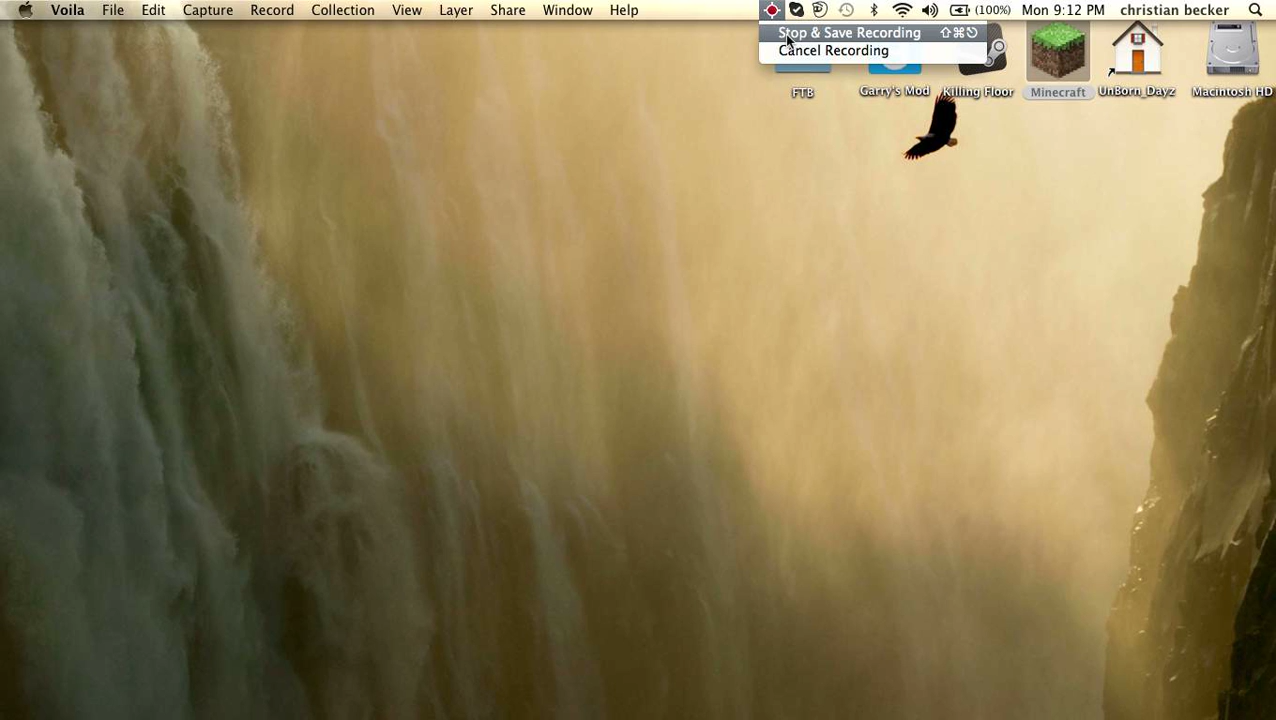 Voila File Edit Capture Record Collection View Layer Share Window Help (100%) Mon 9:12 PM christian becker
Stop & Save Recording ⇧⌘⎋
Cancel Recording
FTB Garry's Mod Killing Floor Minecraft UnBorn_Dayz Macintosh HD